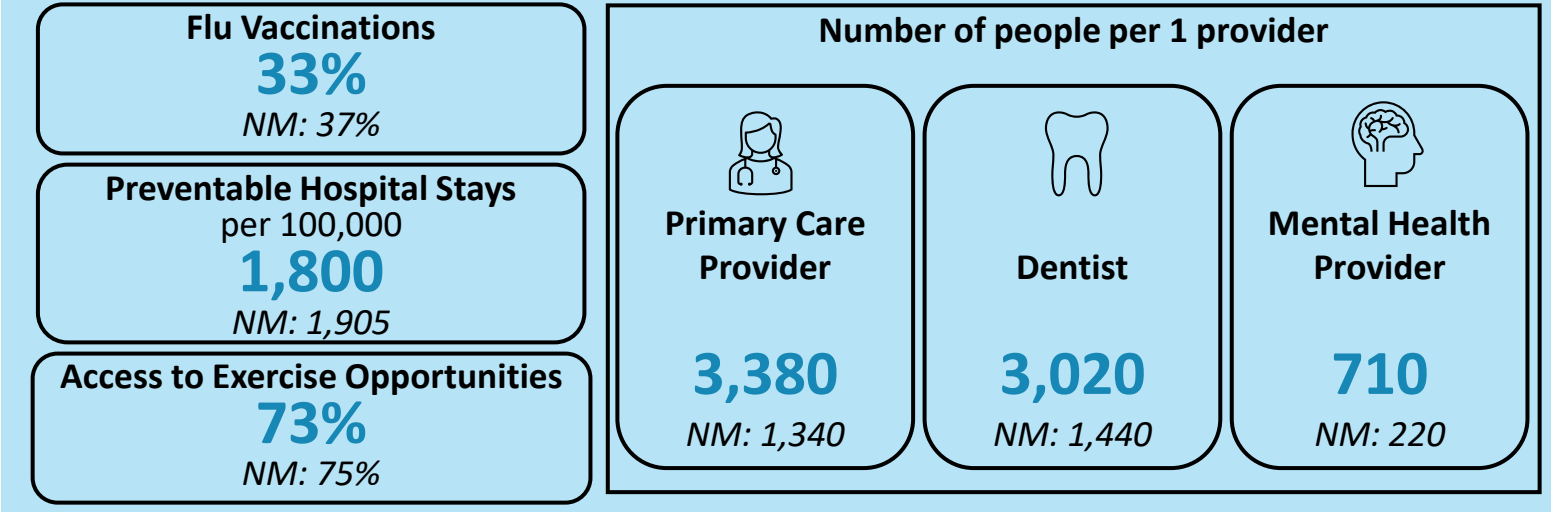 Flu Vaccinations
33%
NM: 37%
Preventable Hospital Stays
per 100,000
1,800
NM: 1,905
Access to Exercise Opportunities
73%
NM: 75%
Number of people per 1 provider
Primary Care
Provider
3,380
NM: 1,340
Dentist
3,020
NM: 1,440
Mental Health
Provider
710
NM: 220